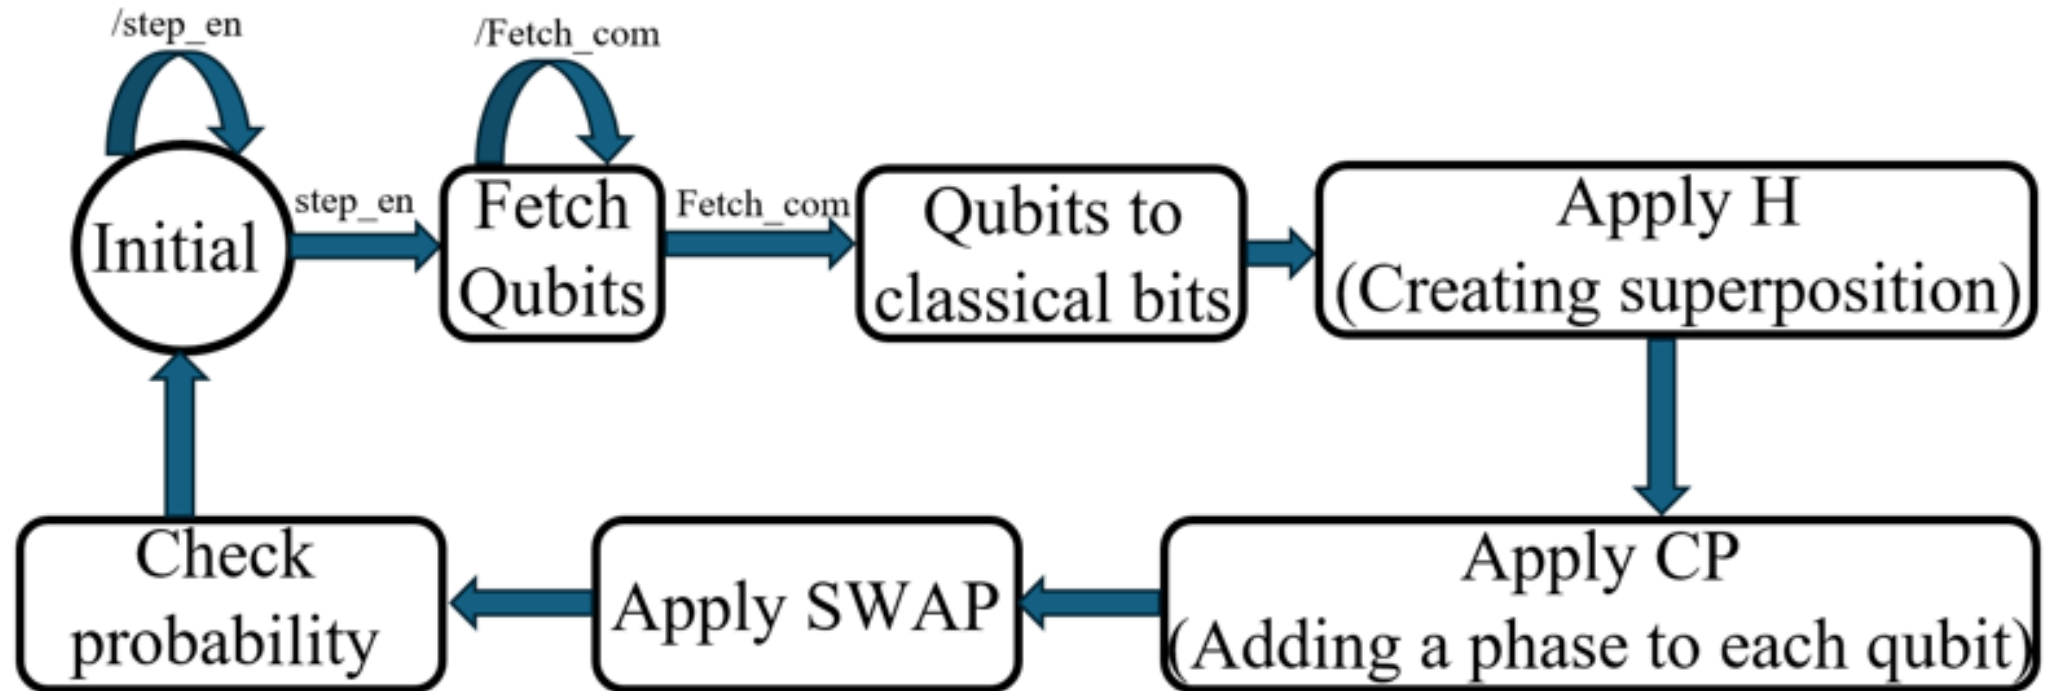 /step_en
/Fetch_com
Initial
step_en
Fetch
Qubits
Fetch_com
Qubits to
classical bits
Apply H
(Creating superposition)
Apply CP
(Adding a phase to each qubit)
Apply SWAP
Check
probability